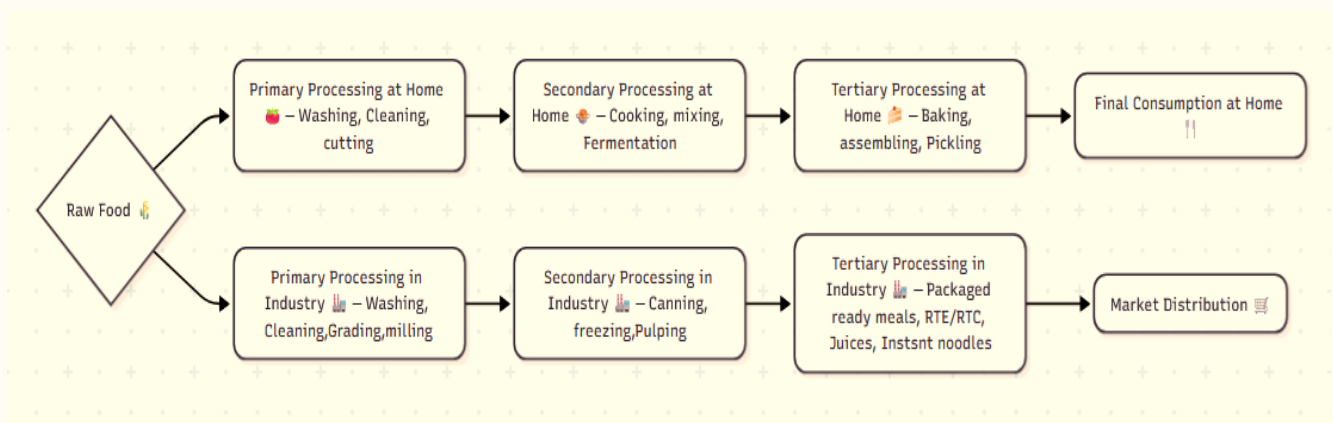 Raw Food 🌾
Primary Processing at Home
🍅 – Washing, Cleaning,
cutting
Secondary Processing at
Home 🍲 – Cooking, mixing,
Fermentation
Tertiary Processing at
Home 🍰 – Baking,
assembling, Pickling
Final Consumption at Home
🍴
Primary Processing in
Industry 🏭 – Washing,
Cleaning,Grading,milling
Secondary Processing in
Industry 🏭 – Canning,
freezing,Pulping
Tertiary Processing in
Industry 🏭 – Packaged
ready meals, RTE/RTC,
Juices, Instsnt noodles
Market Distribution 🛒